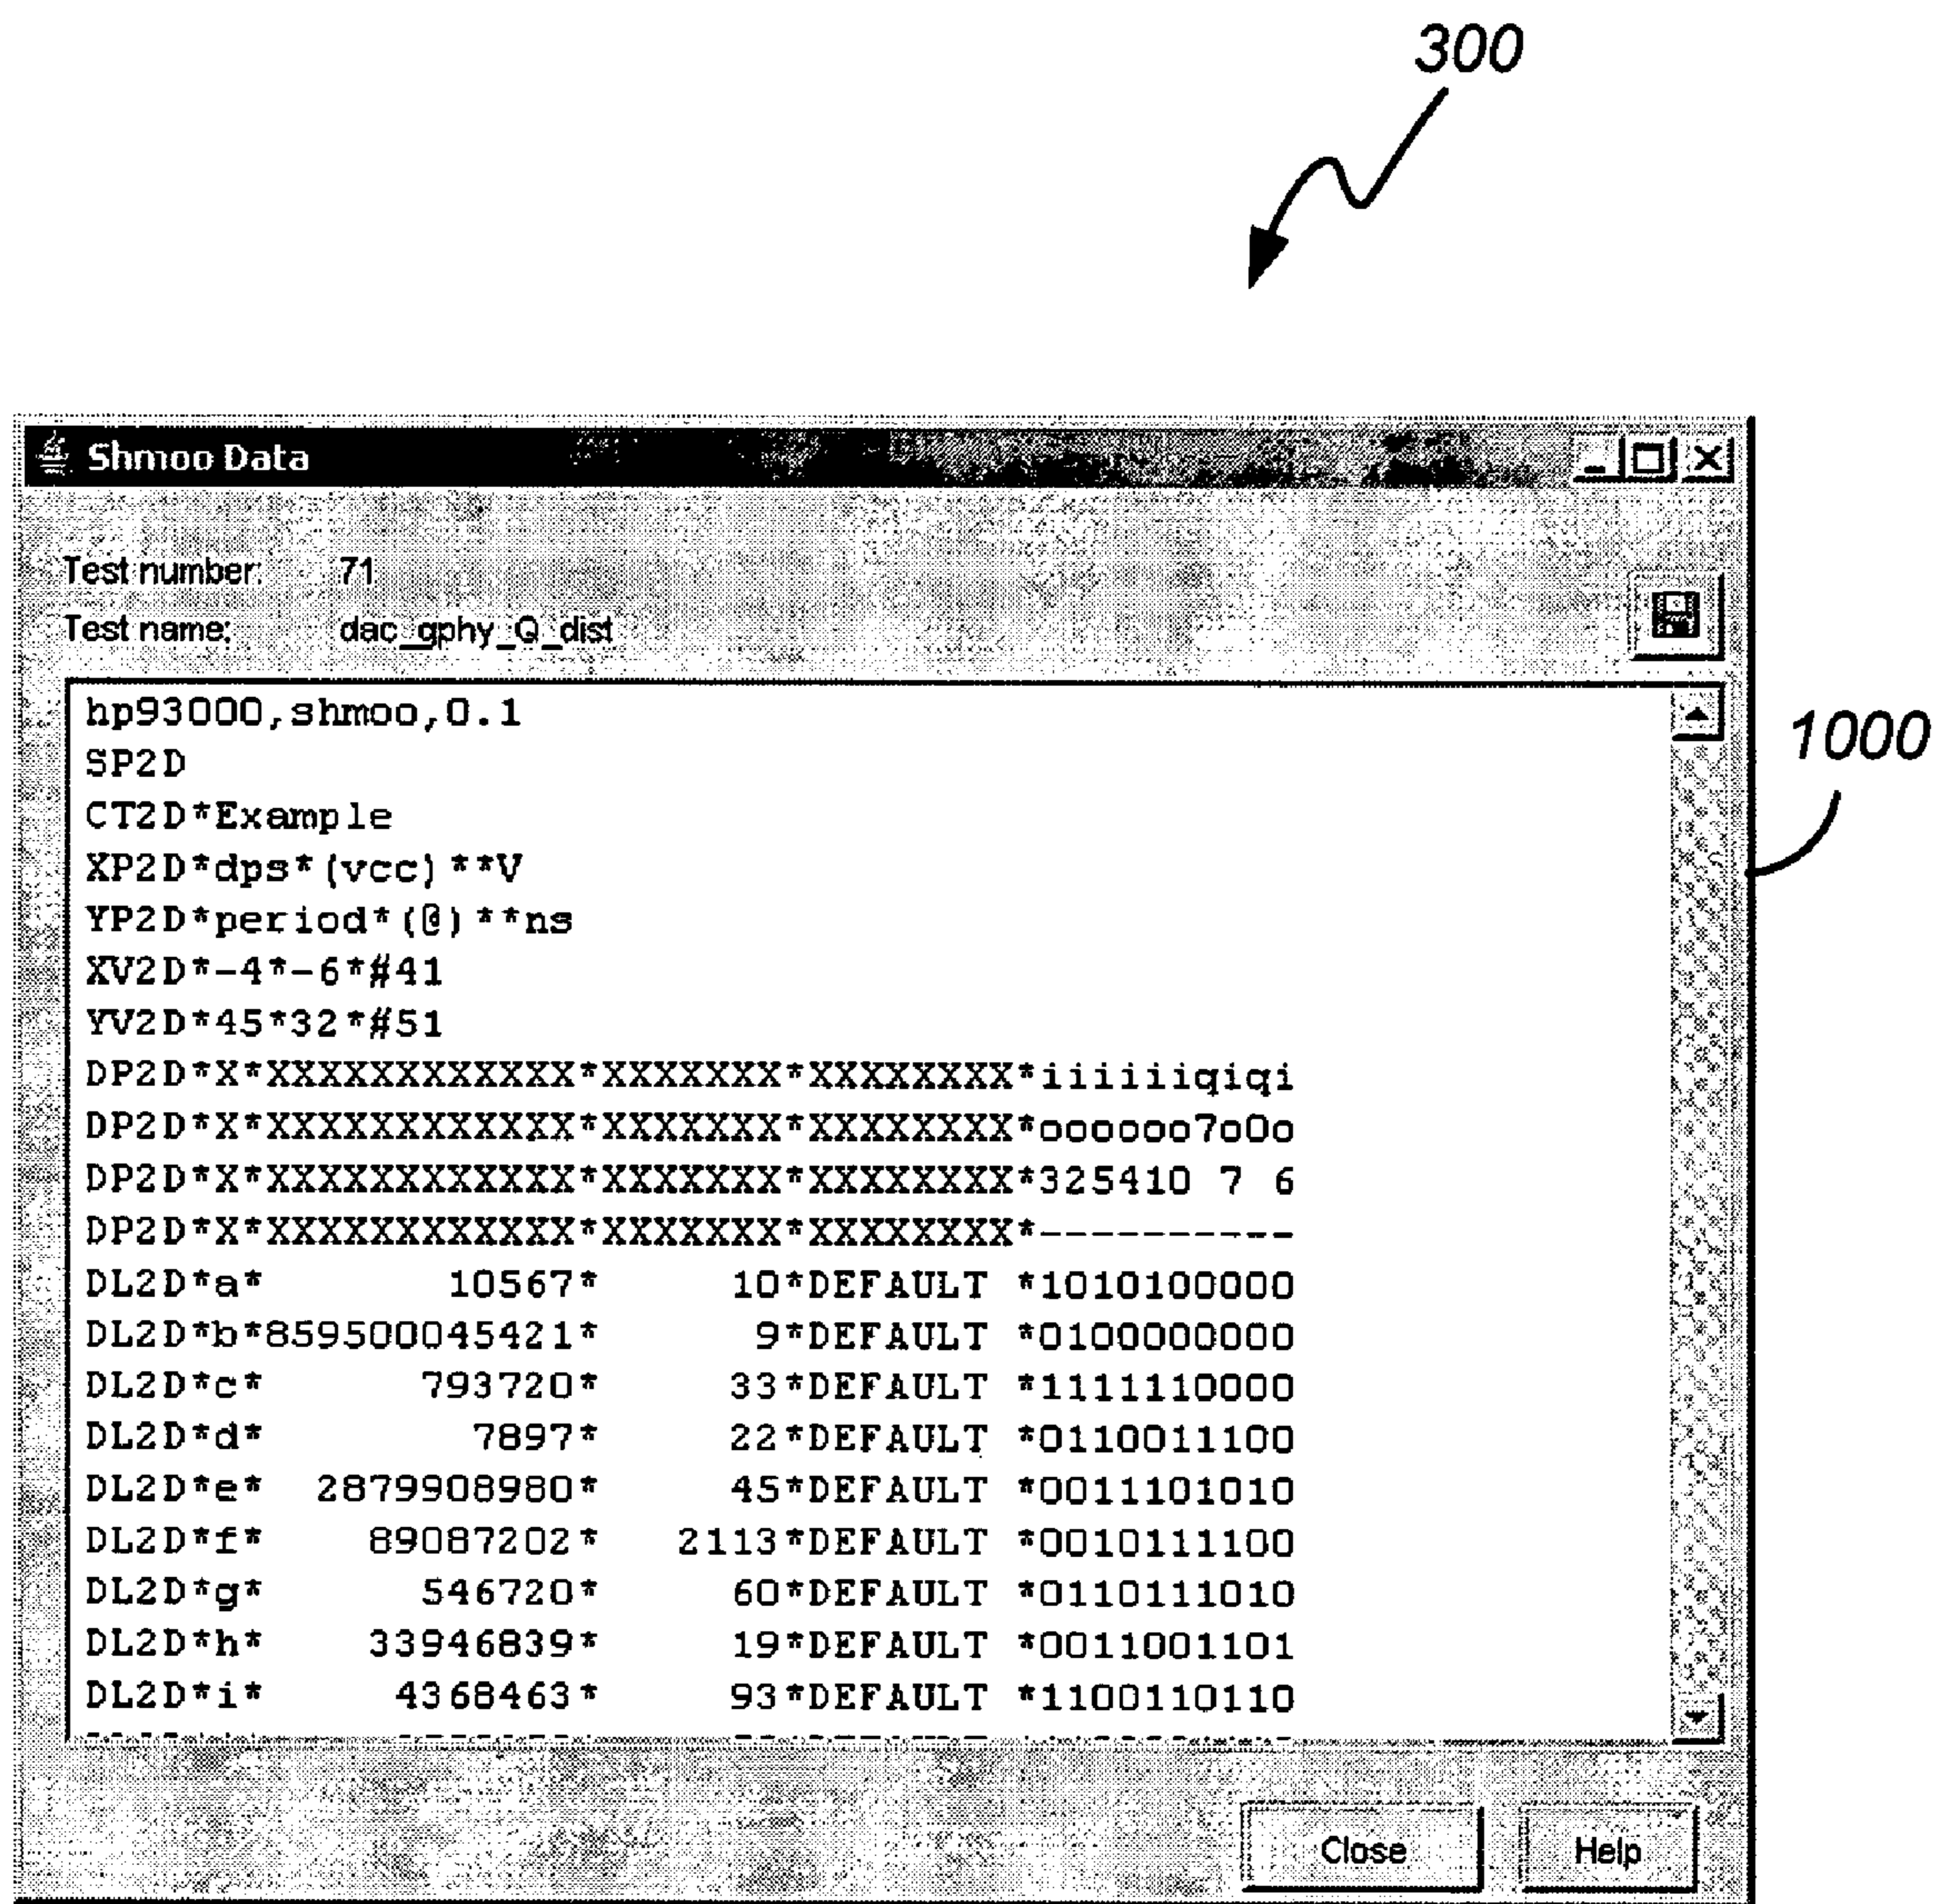 300
Shmoo Data
Test number: 71
Test name: dac_gphy_Q_dist
1000
hp93000,shmoo,0.1
SP2D
CT2D*Example
XP2D*dps*(vcc)**V
YP2D*period*(@)**ns
XV2D*-4*-6*#41
YV2D*45*32*#51
DP2D*X*XXXXXXXXXXXX*XXXXXXX*XXXXXXXX*iiiiiiqiqi
DP2D*X*XXXXXXXXXXXX*XXXXXXX*XXXXXXXX*oooooo7o0o
DP2D*X*XXXXXXXXXXXX*XXXXXXX*XXXXXXXX*325410 7 6
DP2D*X*XXXXXXXXXXXX*XXXXXXX*XXXXXXXX*----------
DL2D*a*       10567*     10*DEFAULT *1010100000
DL2D*b*859500045421*      9*DEFAULT *0100000000
DL2D*c*      793720*     33*DEFAULT *1111110000
DL2D*d*        7897*     22*DEFAULT *0110011100
DL2D*e*  2879908980*     45*DEFAULT *0011101010
DL2D*f*    89087202*   2113*DEFAULT *0010111100
DL2D*g*      546720*     60*DEFAULT *0110111010
DL2D*h*    33946839*     19*DEFAULT *0011001101
DL2D*i*     4368463*     93*DEFAULT *1100110110
Close Help